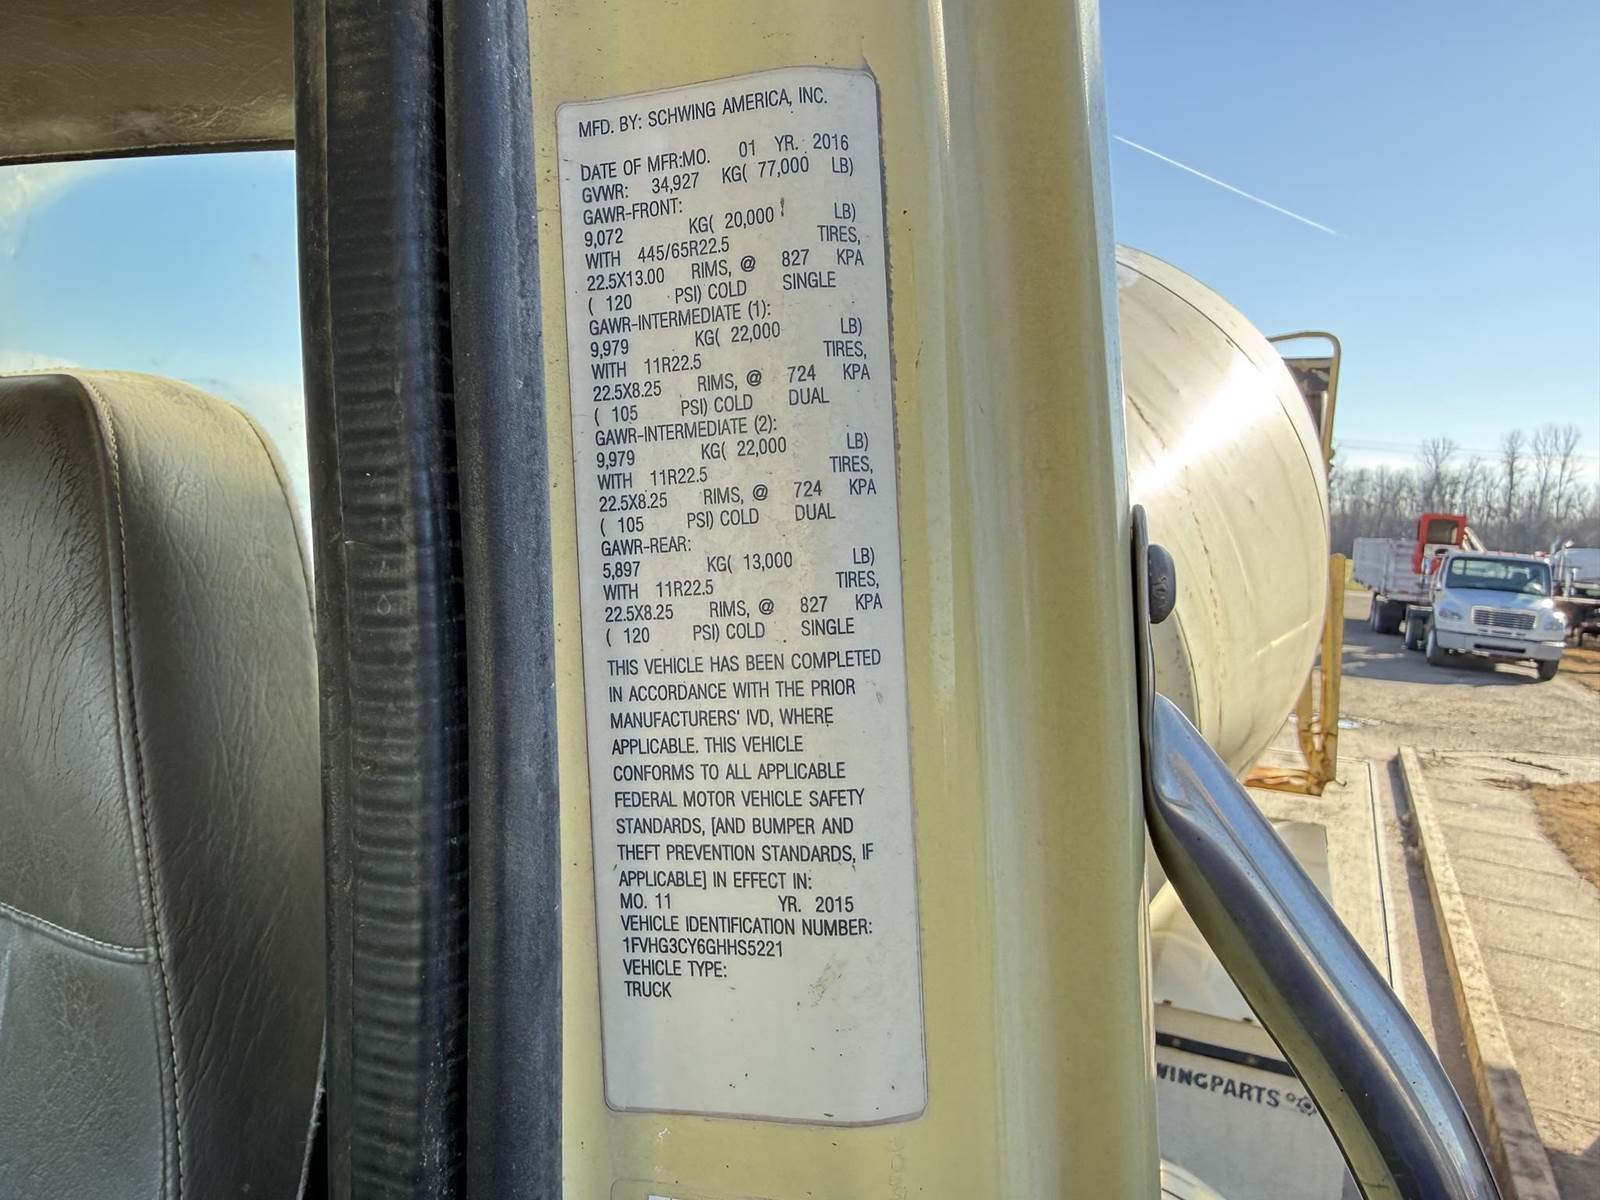 MFD. BY: SCHWING AMERICA, INC.
DATE OF MFR:MO. 01 YR. 2016
GVWR: 34,927 KG( 77,000 LB)
GAWR-FRONT:
9,072 KG( 20,000 LB)
WITH 445/65R22.5 TIRES,
22.5X13.00 RIMS, @ 827 KPA
( 120 PSI) COLD SINGLE
GAWR-INTERMEDIATE (1):
9,979 KG( 22,000 LB)
WITH 11R22.5 TIRES,
22.5X8.25 RIMS, @ 724 KPA
( 105 PSI) COLD DUAL
GAWR-INTERMEDIATE (2):
9,979 KG( 22,000 LB)
WITH 11R22.5 TIRES,
22.5X8.25 RIMS, @ 724 KPA
( 105 PSI) COLD DUAL
GAWR-REAR:
5,897 KG( 13,000 LB)
WITH 11R22.5 TIRES,
22.5X8.25 RIMS, @ 827 KPA
( 120 PSI) COLD SINGLE
THIS VEHICLE HAS BEEN COMPLETED
IN ACCORDANCE WITH THE PRIOR
MANUFACTURERS' IVD, WHERE
APPLICABLE. THIS VEHICLE
CONFORMS TO ALL APPLICABLE
FEDERAL MOTOR VEHICLE SAFETY
STANDARDS, [AND BUMPER AND
THEFT PREVENTION STANDARDS, IF
APPLICABLE] IN EFFECT IN:
MO. 11 YR. 2015
VEHICLE IDENTIFICATION NUMBER:
1FVHG3CY6GHHS5221
VEHICLE TYPE:
TRUCK
WINGPARTS